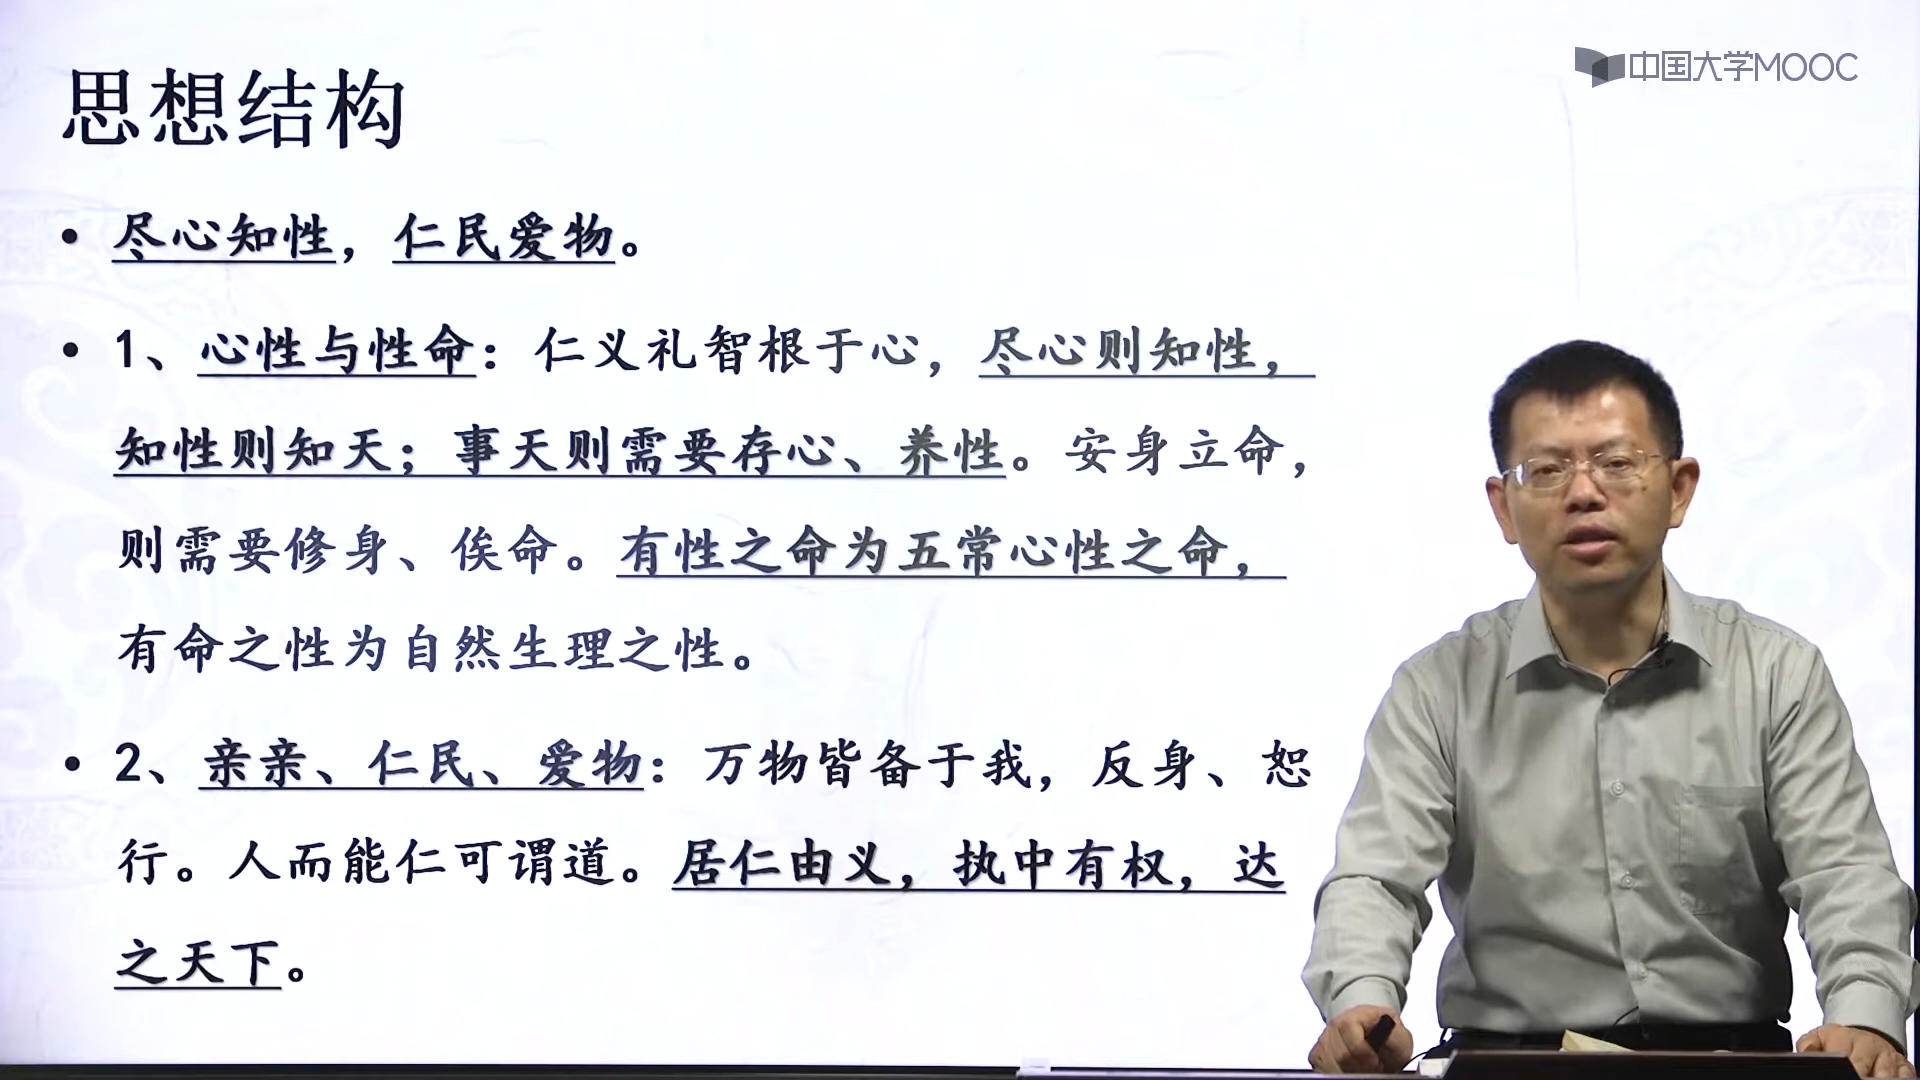 中国大学MOOC
思想结构
• 尽心知性，仁民爱物。
• 1、心性与性命：仁义礼智根于心，尽心则知性，
知性则知天；事天则需要存心、养性。安身立命，
则需要修身、俟命。有性之命为五常心性之命，
有命之性为自然生理之性。
• 2、亲亲、仁民、爱物：万物皆备于我，反身、恕
行。人而能仁可谓道。居仁由义，执中有权，达
之天下。